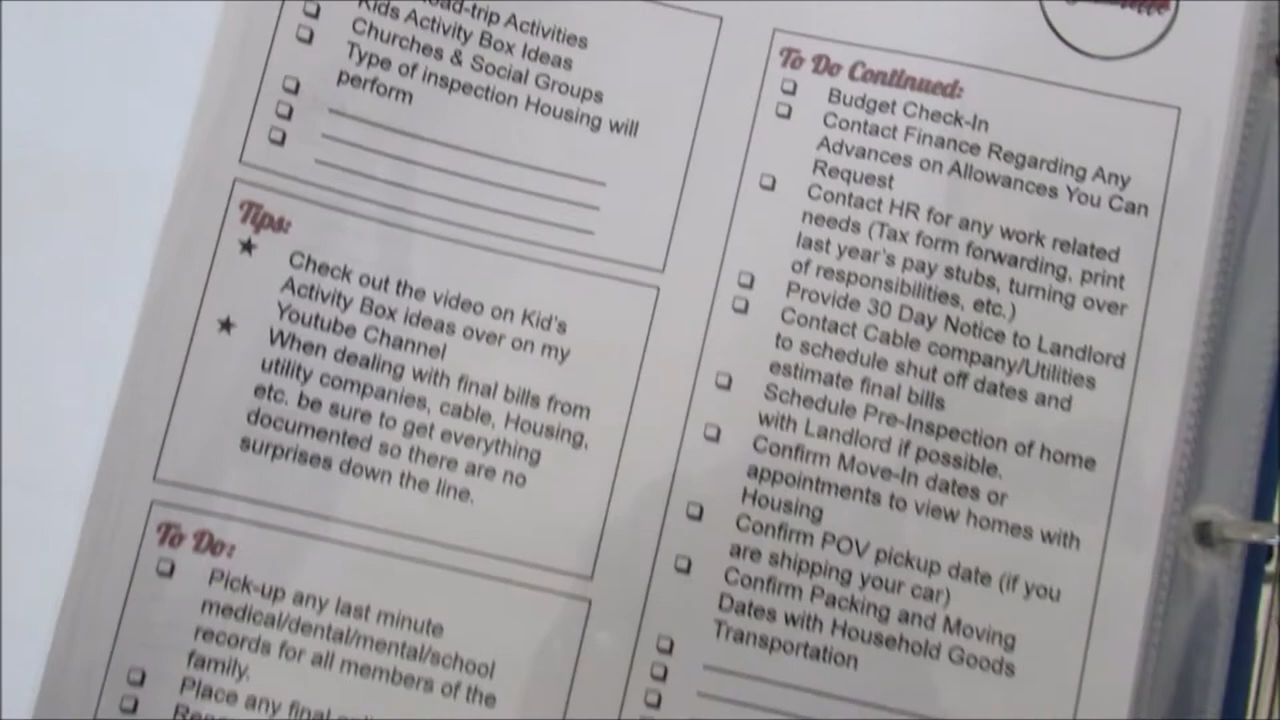 ad-trip Activities
Kids Activity Box Ideas
Churches & Social Groups
Type of inspection Housing will
perform
Tips:
Check out the video on Kid's
Activity Box ideas over on my
Youtube Channel
When dealing with final bills from
utility companies, cable, Housing,
etc. be sure to get everything
documented so there are no
surprises down the line.
To Do:
Pick-up any last minute
medical/dental/mental/school
records for all members of the
family.
Place any final
To Do Continued:
Budget Check-In
Contact Finance Regarding Any
Advances on Allowances You Can
Request
Contact HR for any work related
needs (Tax form forwarding, print
last year's pay stubs, turning over
of responsibilities, etc.)
Provide 30 Day Notice to Landlord
Contact Cable company/Utilities
to schedule shut off dates and
estimate final bills
Schedule Pre-Inspection of home
with Landlord if possible.
Confirm Move-In dates or
appointments to view homes with
Housing
Confirm POV pickup date (if you
are shipping your car)
Confirm Packing and Moving
Dates with Household Goods
Transportation